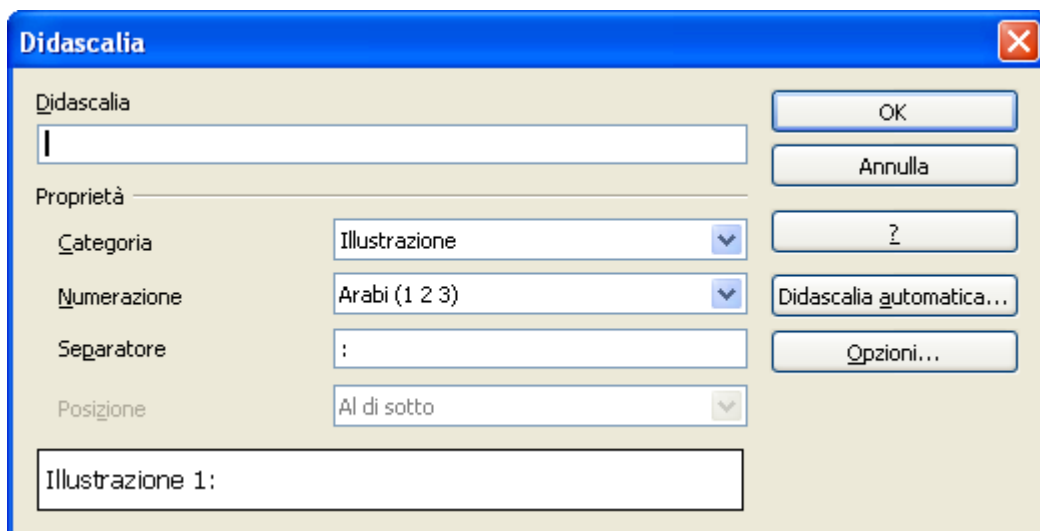 Didascalia
Didascalia
OK
Annulla
Proprietà
Categoria
Illustrazione
?
Numerazione
Arabi (1 2 3)
Didascalia automatica...
Separatore
:
Opzioni...
Posizione
Al di sotto
Illustrazione 1: